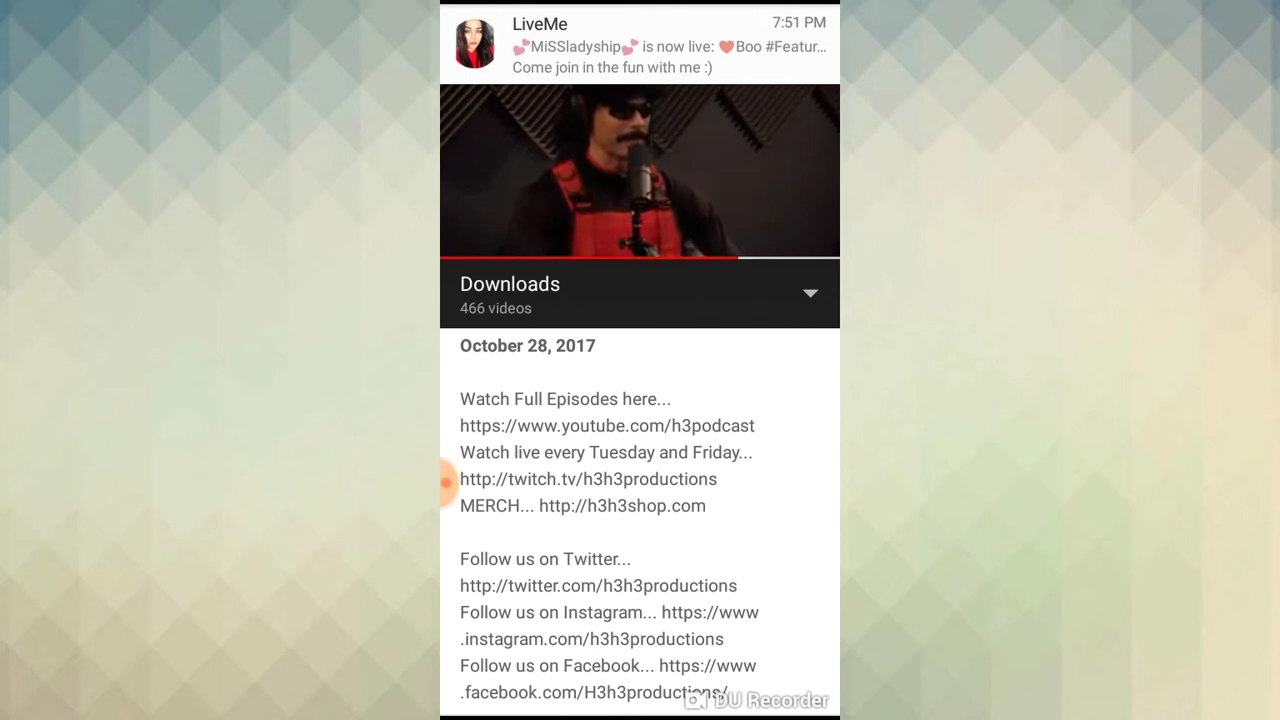 LiveMe 7:51 PM
💕MiSSladyship💕 is now live: ❤Boo #Featur...
Come join in the fun with me :)
Downloads
466 videos
October 28, 2017
Watch Full Episodes here...
https://www.youtube.com/h3podcast
Watch live every Tuesday and Friday...
http://twitch.tv/h3h3productions
MERCH... http://h3h3shop.com
Follow us on Twitter...
http://twitter.com/h3h3productions
Follow us on Instagram... https://www
.instagram.com/h3h3productions
Follow us on Facebook... https://www
.facebook.com/H3h3productions/
DU Recorder